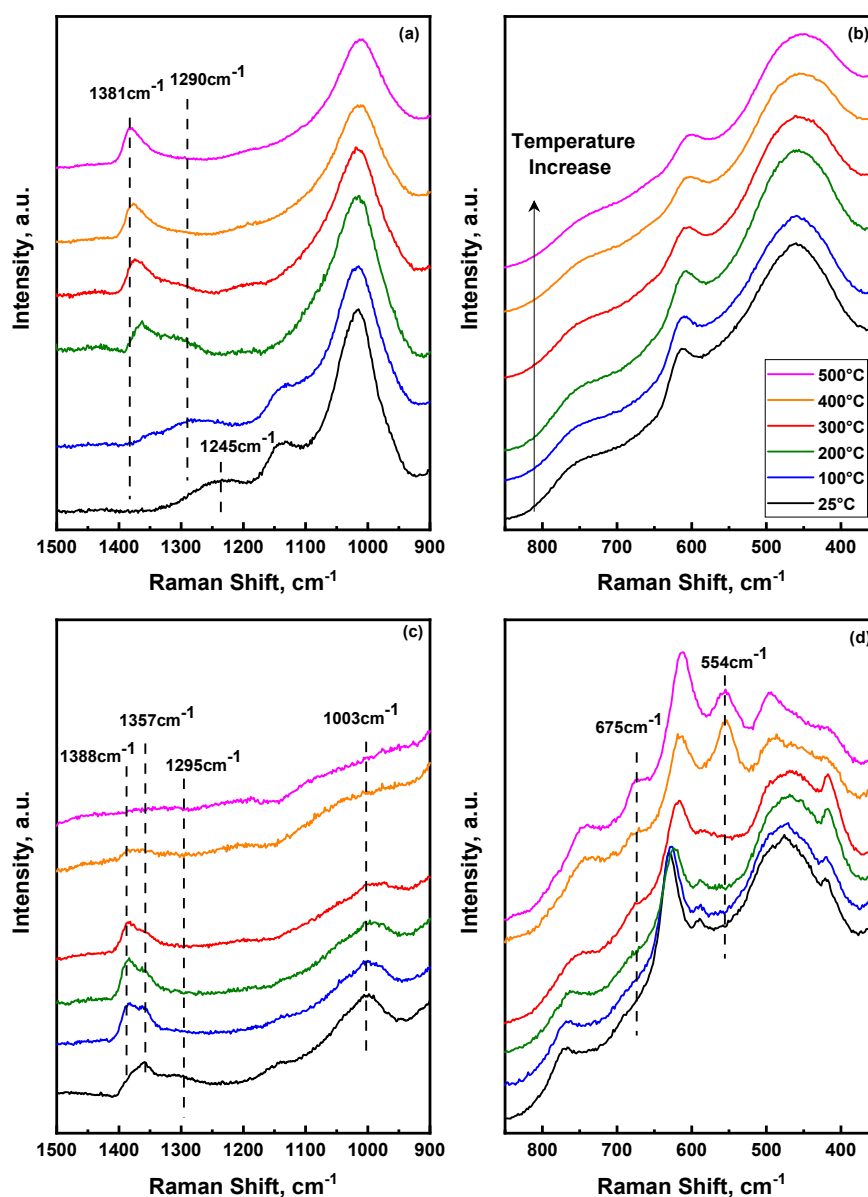 (a)
1290cm-1
1381cm-1
1245cm-1
Intensity, a.u.
1500 1400 1300 1200 1100 1000 900
Raman Shift, cm-1
(b)
Temperature
Increase
500°C
400°C
300°C
200°C
100°C
25°C
Intensity, a.u.
800 700 600 500 400
Raman Shift, cm-1
(c)
1357cm-1
1003cm-1
1388cm-1
1295cm-1
Intensity, a.u.
1500 1400 1300 1200 1100 1000 900
Raman Shift, cm-1
(d)
554cm-1
675cm-1
Intensity, a.u.
800 700 600 500 400
Raman Shift, cm-1